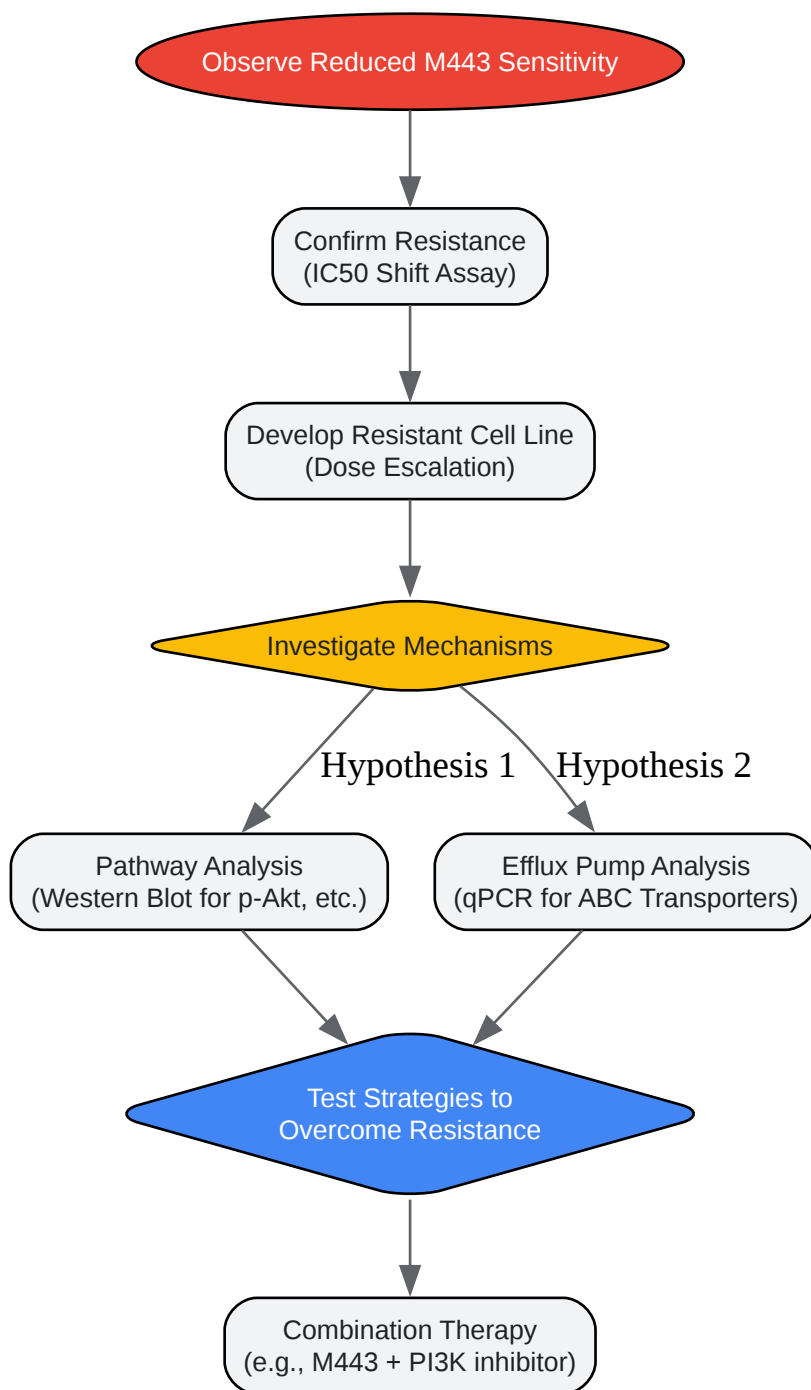 Observe Reduced M443 Sensitivity
Confirm Resistance
(IC50 Shift Assay)
Develop Resistant Cell Line
(Dose Escalation)
Investigate Mechanisms
Hypothesis 1
Hypothesis 2
Pathway Analysis
(Western Blot for p-Akt, etc.)
Efflux Pump Analysis
(qPCR for ABC Transporters)
Test Strategies to
Overcome Resistance
Combination Therapy
(e.g., M443 + PI3K inhibitor)